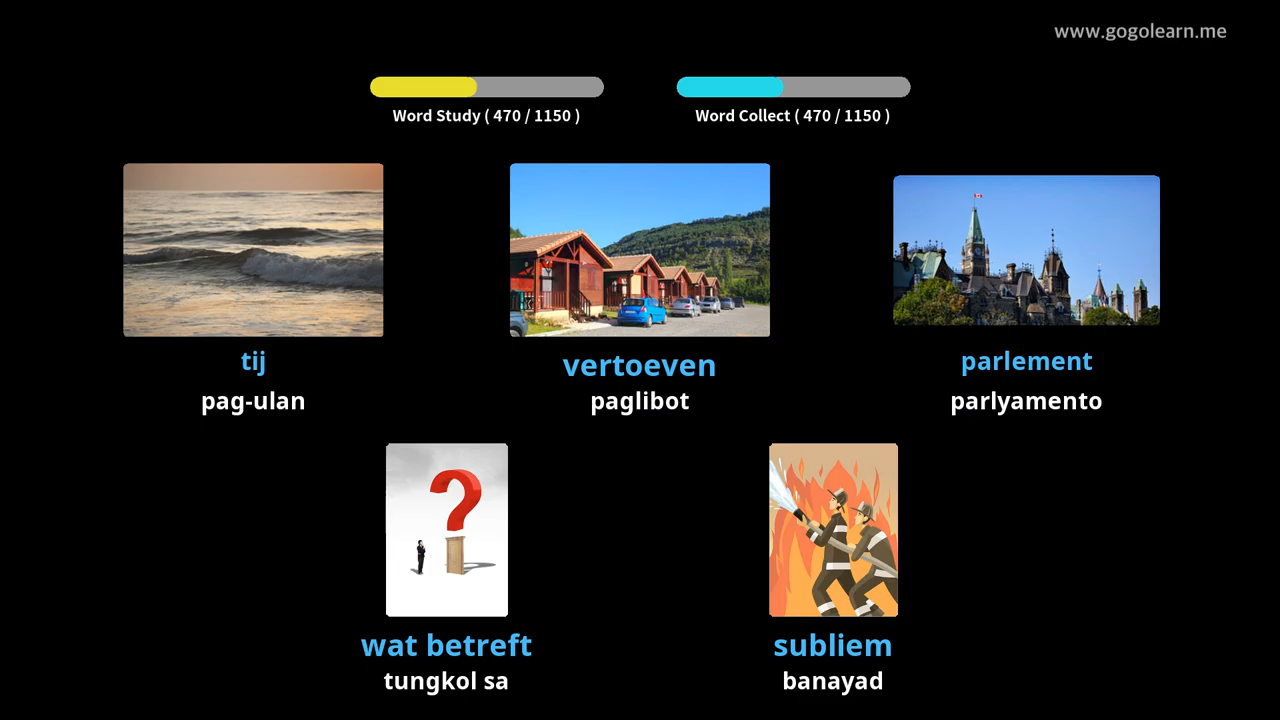 www.gogolearn.me
Word Study ( 470 / 1150 )
Word Collect ( 470 / 1150 )
tij
vertoeven
parlement
pag-ulan
paglibot
parlyamento
wat betreft
subliem
tungkol sa
banayad